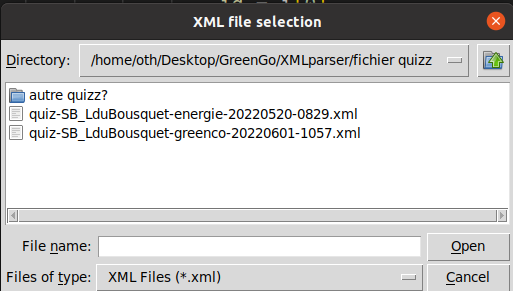 XML file selection
Directory: /home/oth/Desktop/GreenGo/XMLparser/fichier quizz
autre quizz?
quiz-SB_LduBousquet-energie-20220520-0829.xml
quiz-SB_LduBousquet-greenco-20220601-1057.xml
File name: Open
Files of type: XML Files (*.xml) Cancel